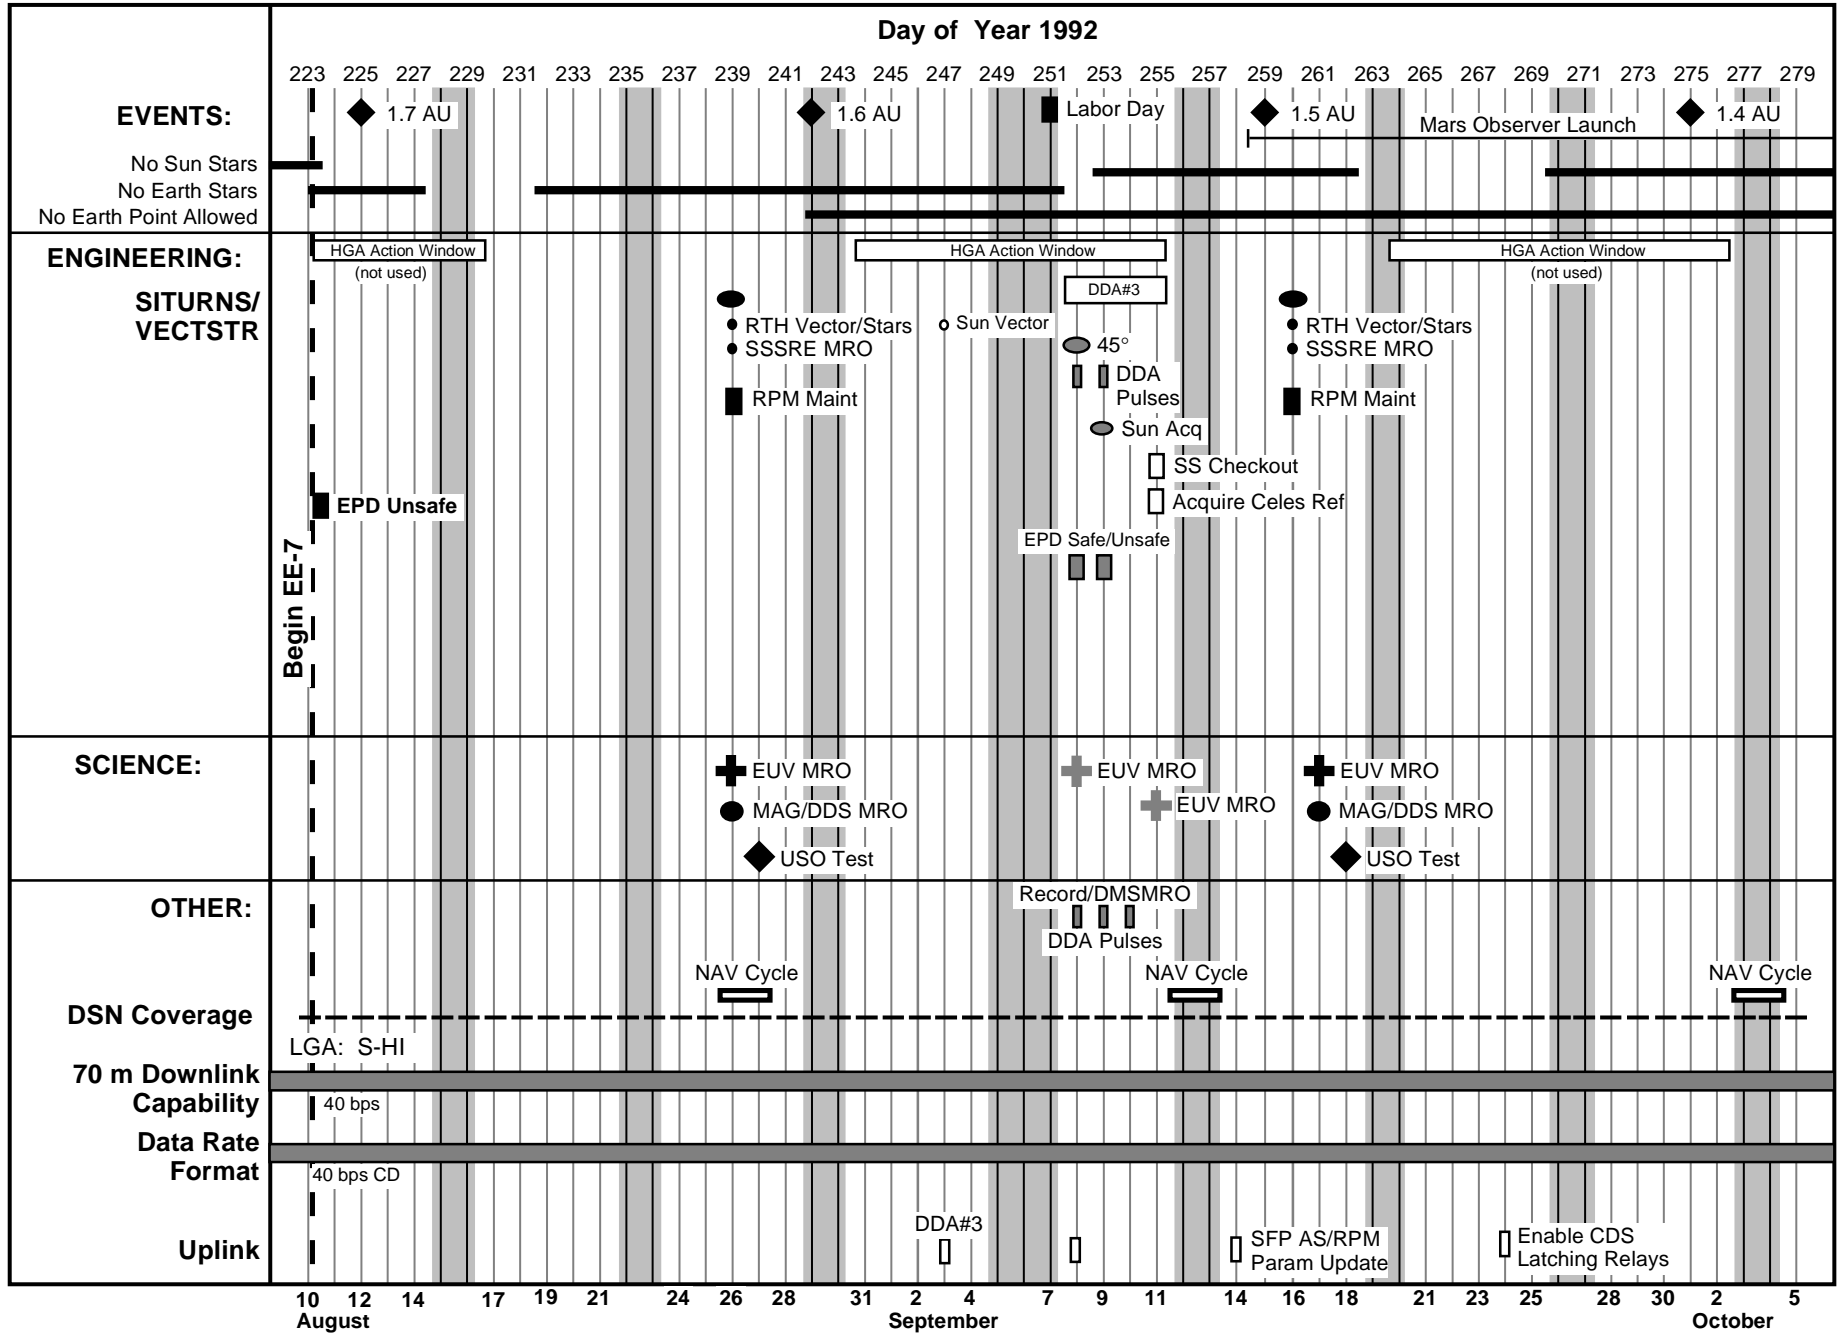 Day of Year 1992
223 225 227 229 231 233 235 237 239 241 243 245 247 249 251 253 255 257 259 261 263 265 267 269 271 273 275 277 279
EVENTS:
1.7 AU
1.6 AU
Labor Day
1.5 AU
1.4 AU
Mars Observer Launch
No Sun Stars
No Earth Stars
No Earth Point Allowed
ENGINEERING:
HGA Action Window
(not used)
HGA Action Window
HGA Action Window
(not used)
SITURNS/
VECTSTR
DDA#3
RTH Vector/Stars
Sun Vector
RTH Vector/Stars
SSSRE MRO
45°
SSSRE MRO
DDA
Pulses
RPM Maint
RPM Maint
Sun Acq
SS Checkout
Acquire Celes Ref
EPD Unsafe
EPD Safe/Unsafe
Begin EE-7
SCIENCE:
EUV MRO
EUV MRO
EUV MRO
EUV MRO
MAG/DDS MRO
MAG/DDS MRO
USO Test
USO Test
OTHER:
Record/DMSMRO
DDA Pulses
NAV Cycle
NAV Cycle
NAV Cycle
DSN Coverage
LGA: S-HI
70 m Downlink
Capability
40 bps
Data Rate
Format
40 bps CD
Uplink
DDA#3
SFP AS/RPM
Param Update
Enable CDS
Latching Relays
10 12 14 17 19 21 24 26 28 31 2 4 7 9 11 14 16 18 21 23 25 28 30 2 5
August September October